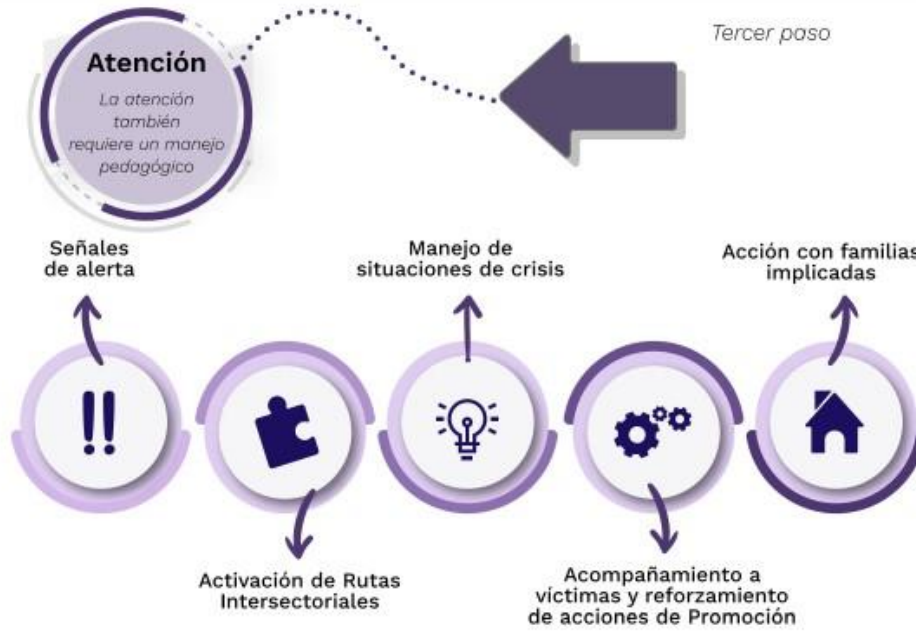 Tercer paso
Atención
La atención
también
requiere un manejo
pedagógico
Señales
de alerta
Manejo de
situaciones de crisis
Acción con familias
implicadas
Activación de Rutas
Intersectoriales
Acompañamiento a
víctimas y reforzamiento
de acciones de Promoción